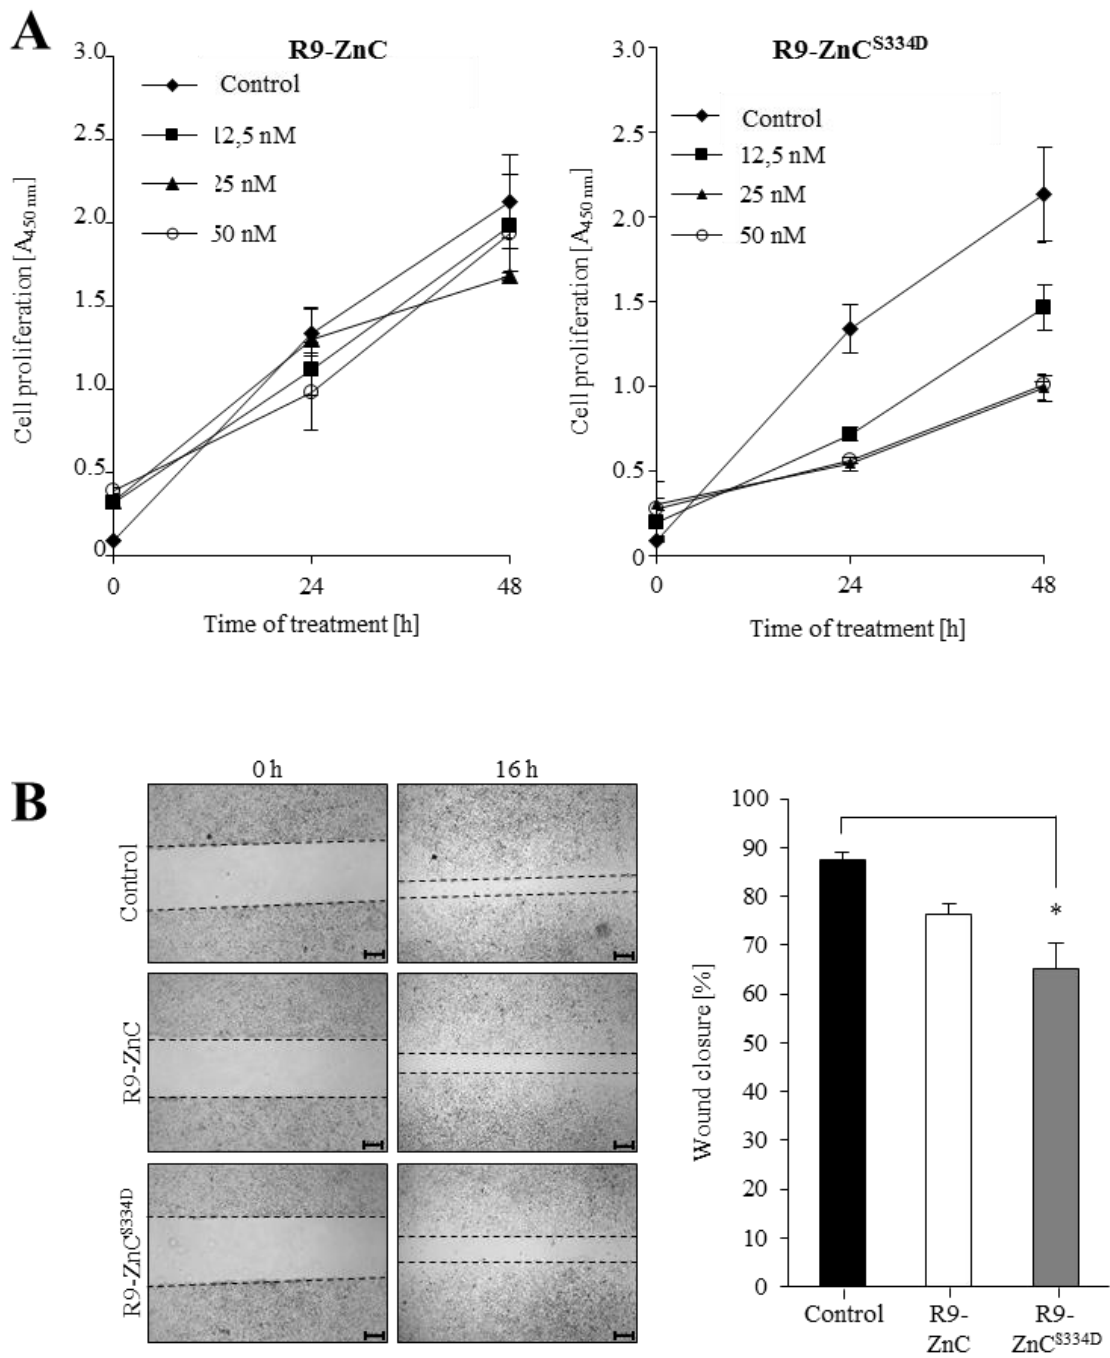 A
R9-ZnC
3.0
2.5
2.0
1.5
1.0
0.5
0
Control
12,5 nM
25 nM
50 nM
Cell proliferation [A450 nm]
0 24 48
Time of treatment [h]
R9-ZnCS334D
3.0
2.5
2.0
1.5
1.0
0.5
0
Control
12,5 nM
25 nM
50 nM
Cell proliferation [A450 nm]
0 24 48
Time of treatment [h]
B
0 h 16 h
Control
R9-ZnC
R9-ZnCS334D
100
90
80
70
60
50
40
30
20
10
0
Wound closure [%]
*
Control
R9-
ZnC
R9-
ZnCS334D